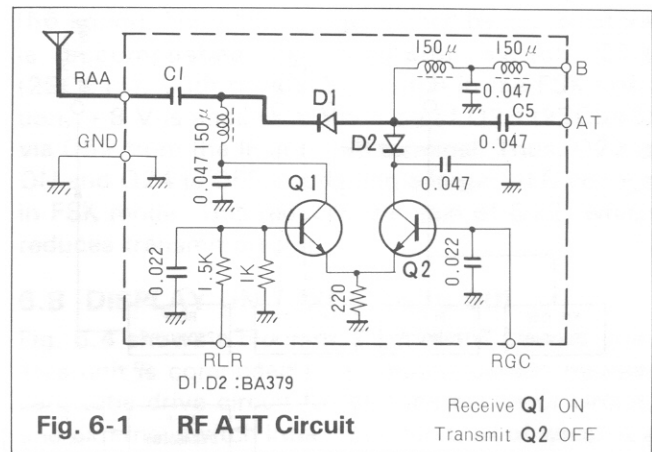 150μ
150μ
B
RAA
C1
0.047
D1
C5
AT
0.047
150μ
D2
GND
0.047
0.047
Q1
Q2
0.022
1.5K
1K
220
0.022
RLR
RGC
D1.D2 :BA379
Receive Q1 ON
Fig. 6-1 RF ATT Circuit
Transmit Q2 OFF